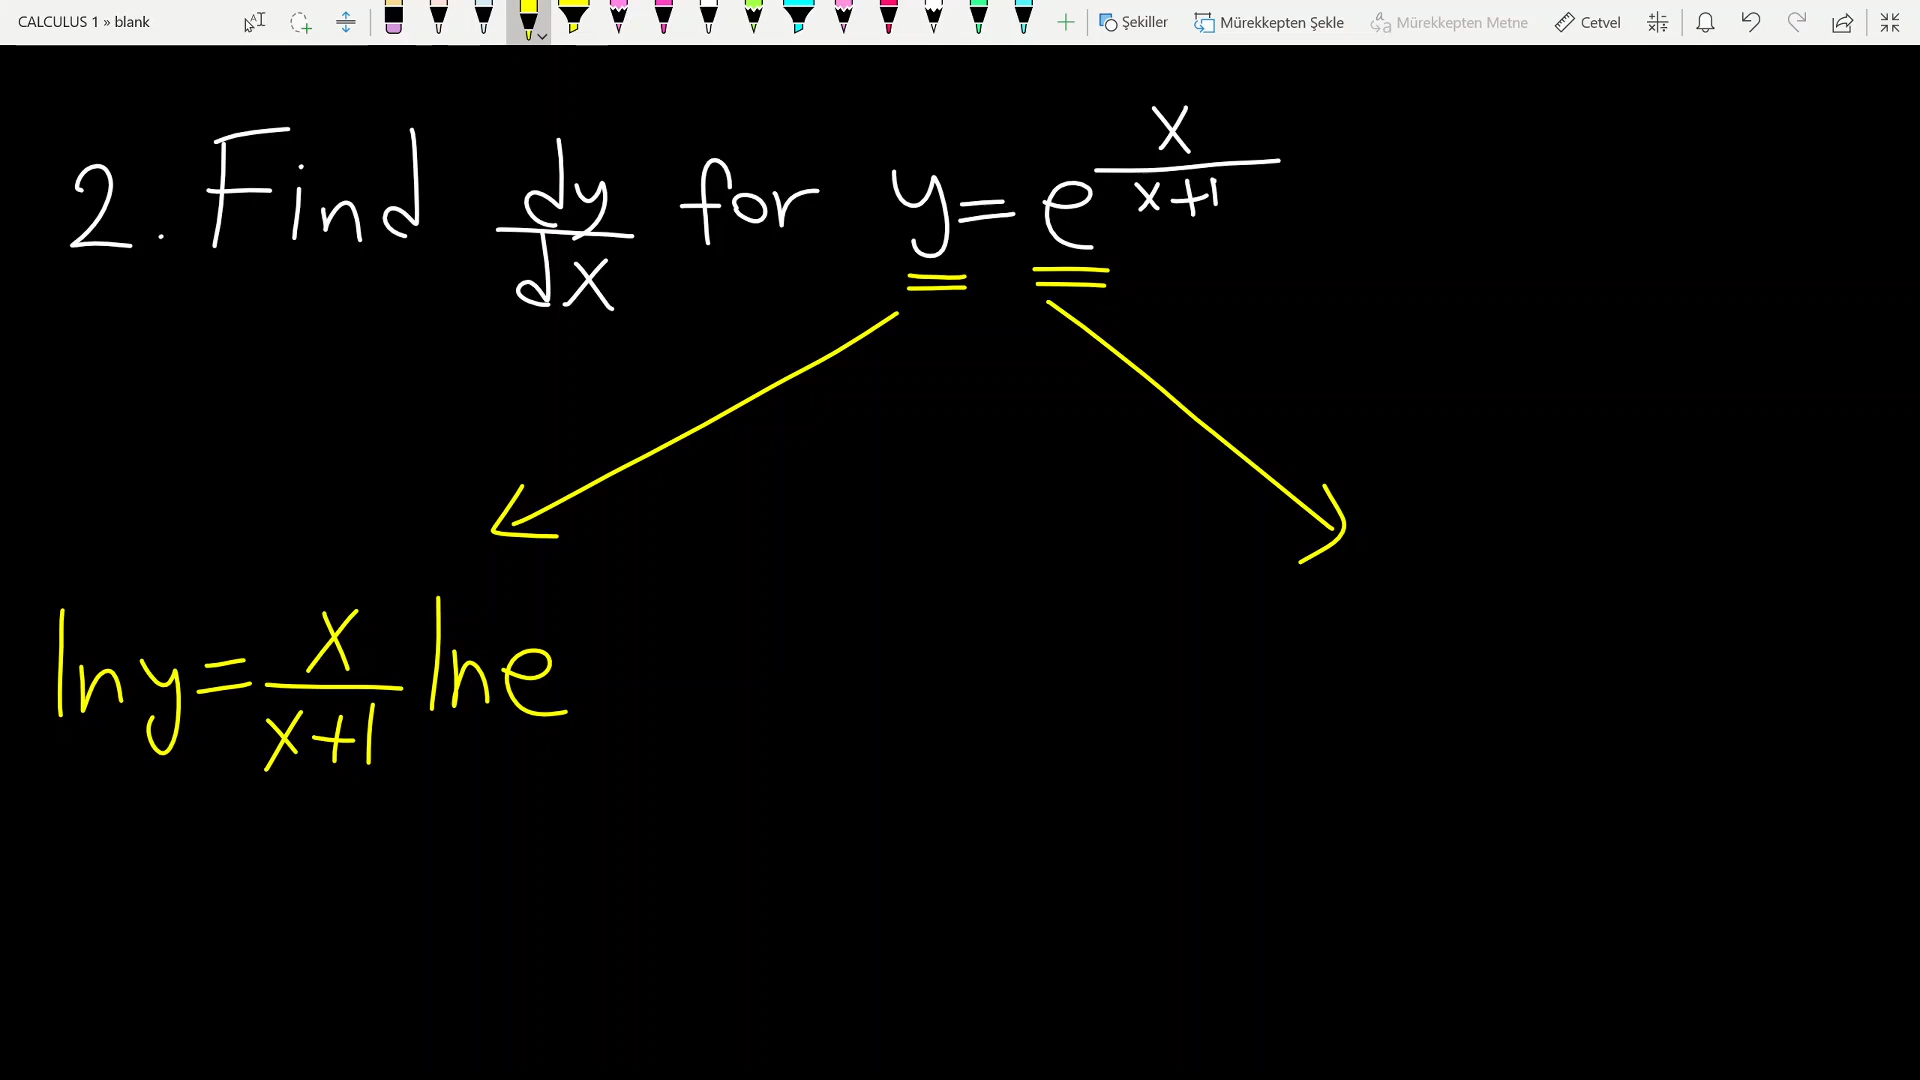 CALCULUS 1 » blank
Şekiller
Mürekkepten Şekle
Mürekkepten Metne
Cetvel
2. Find dy/dx for y=e^(x/(x+1))
ln y = x/(x+1) ln e